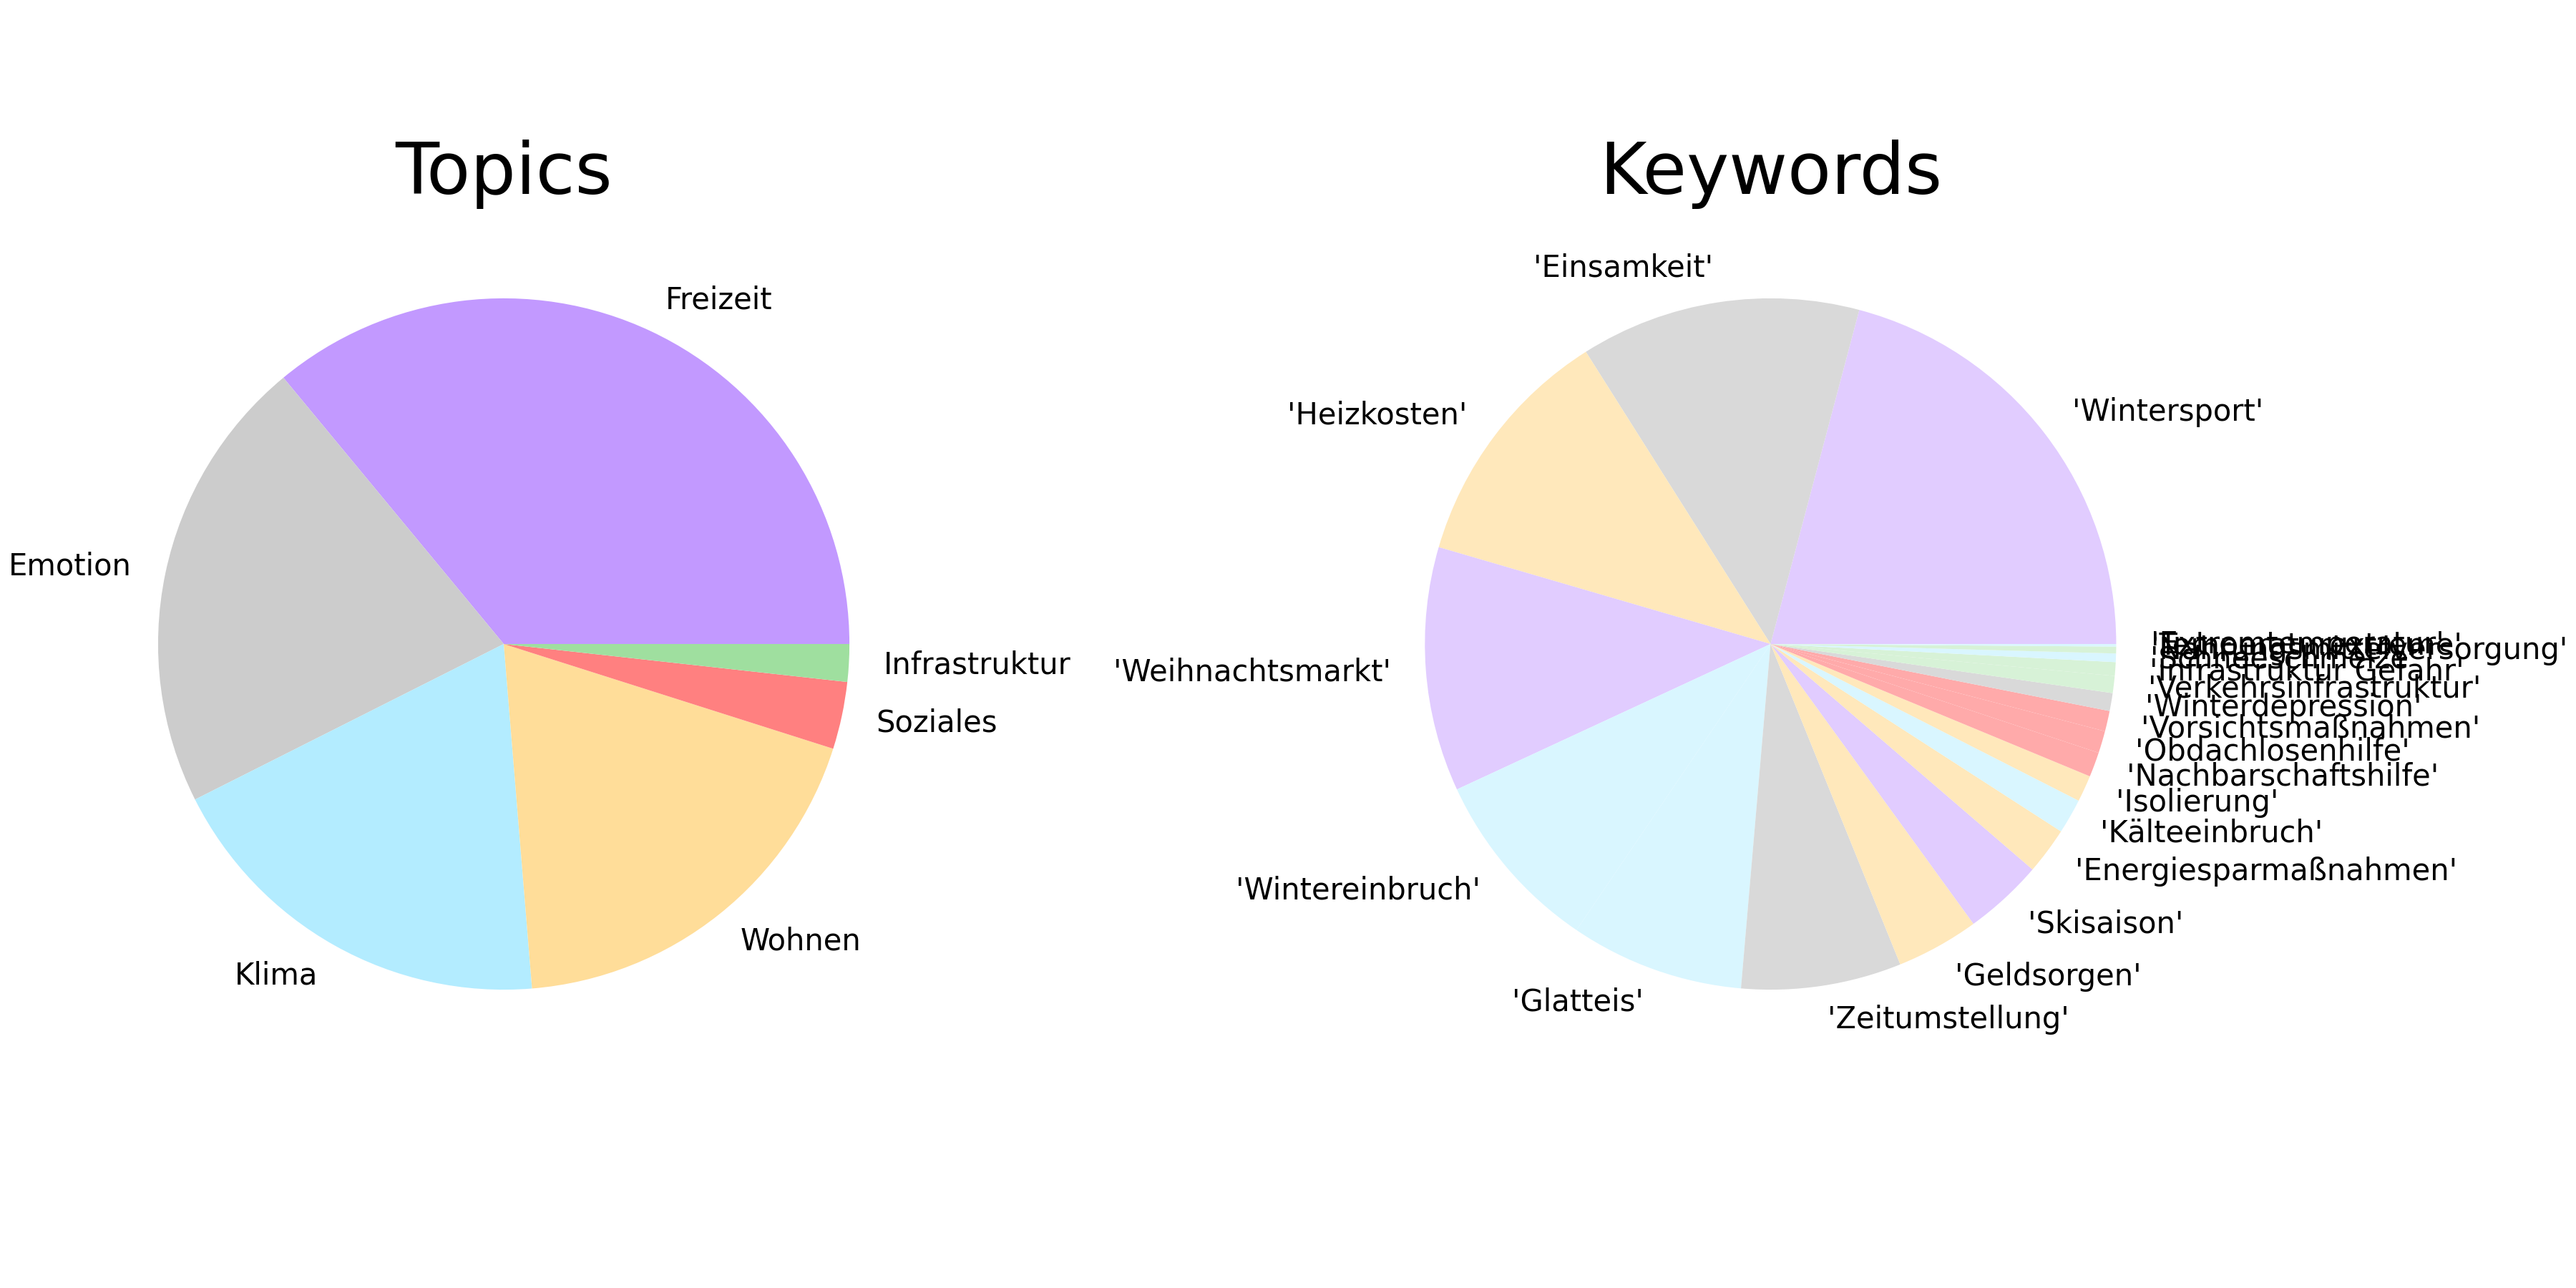 Topics
Freizeit
Emotion
Klima
Wohnen
Soziales
Infrastruktur
Keywords
'Wintersport'
'Einsamkeit'
'Heizkosten'
'Weihnachtsmarkt'
'Wintereinbruch'
'Glatteis'
'Zeitumstellung'
'Geldsorgen'
'Skisaison'
'Energiesparmaßnahmen'
'Kälteeinbruch'
'Isolierung'
'Nachbarschaftshilfe'
'Obdachlosenhilfe'
'Vorsichtsmaßnahmen'
'Winterdepression'
'Verkehrsinfrastruktur'
'Infrastruktur Gefahr'
'Schneeschmelze'